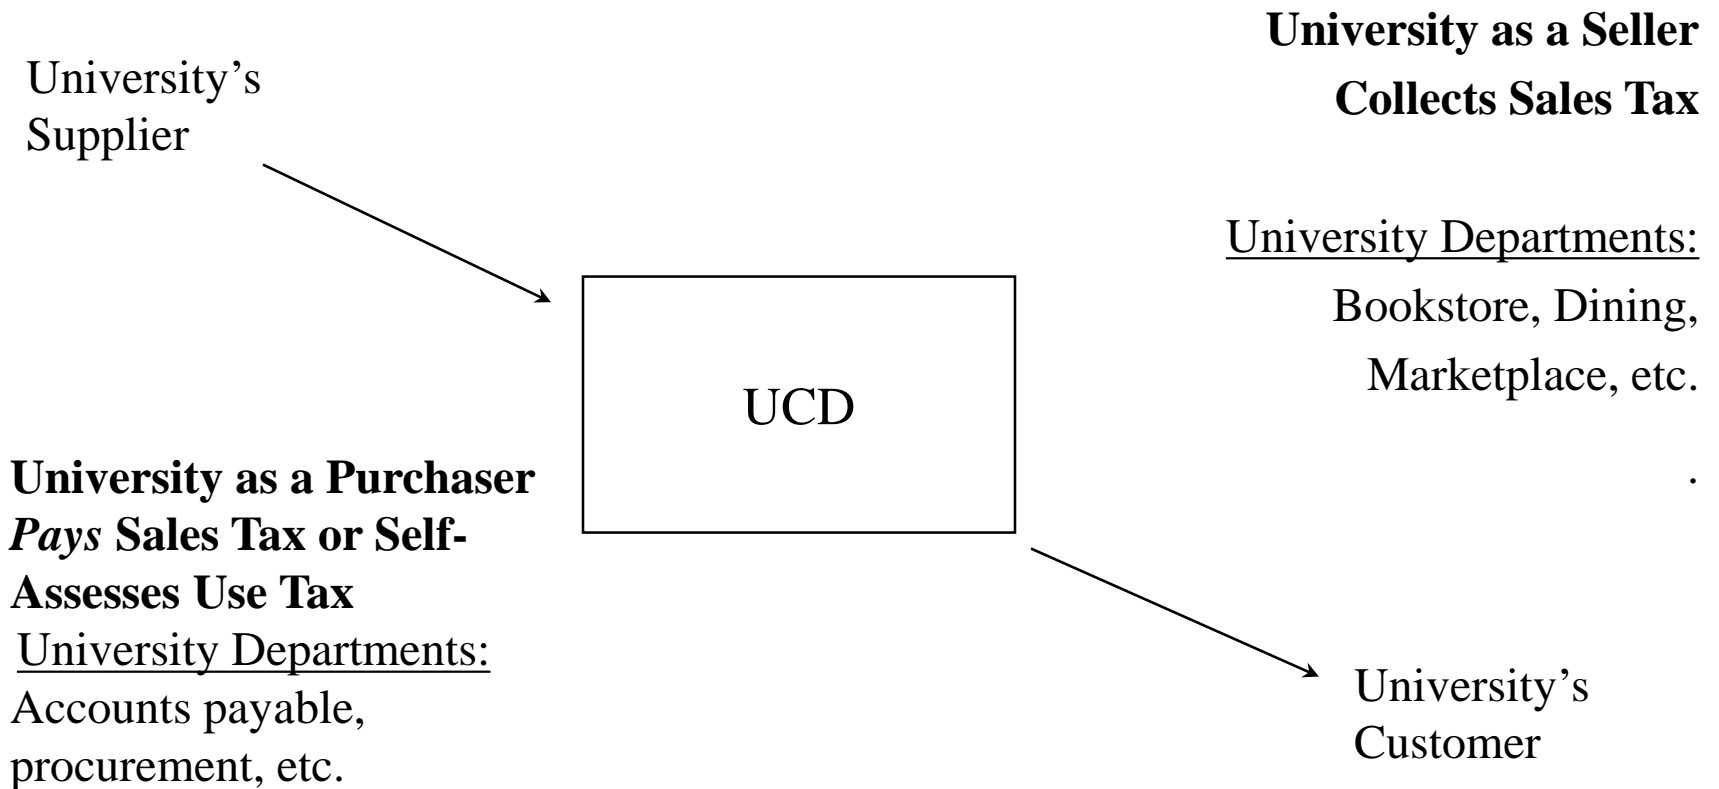 University’s
Supplier
University as a Seller
Collects Sales Tax
University Departments:
Bookstore, Dining,
Marketplace, etc.
.
UCD
University as a Purchaser
Pays Sales Tax or Self-
Assesses Use Tax
University Departments:
Accounts payable,
procurement, etc.
University’s
Customer